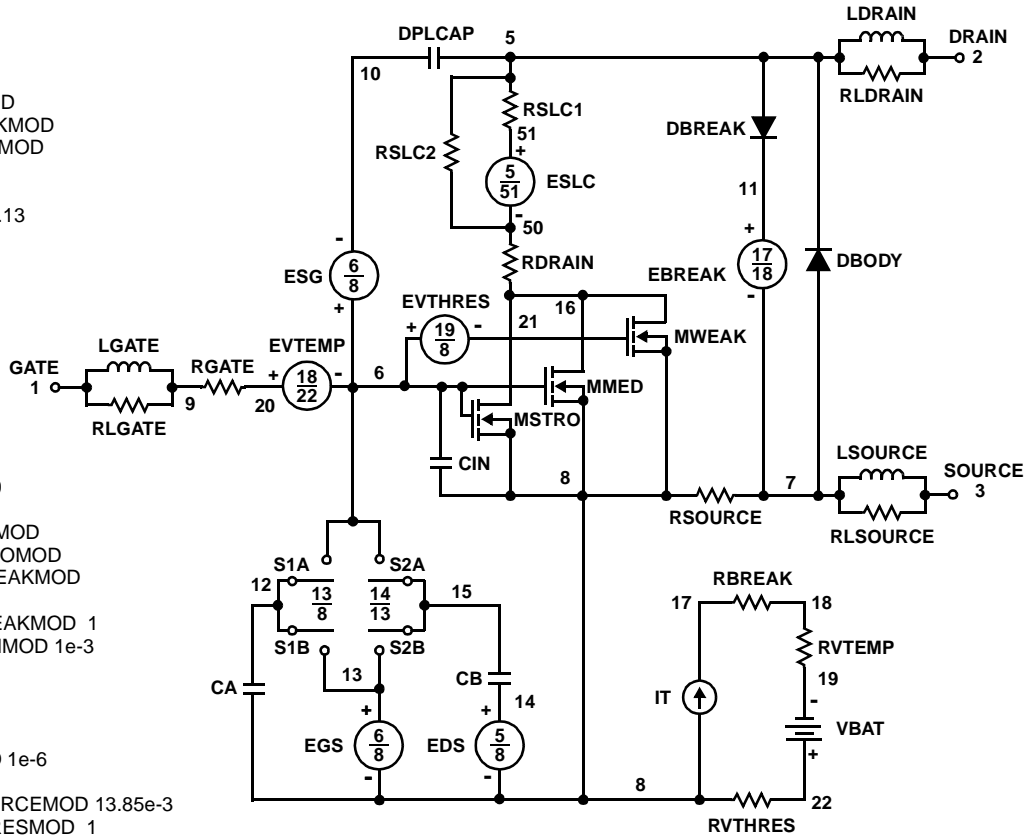 LDRAIN
DPLCAP
5
DRAIN
2
10
RLDRAIN
RSLC1
DBREAK
51
+
RSLC2
5
51
ESLC
11
-
50
-
+
17
18
6
8
ESG
RDRAIN
EBREAK
DBODY
-
+
EVTHRES
16
21
+
19
8
-
MWEAK
LGATE
EVTEMP
RGATE
GATE
1
+
18
22
-
6
MMED
9
20
MSTRO
RLGATE
LSOURCE
CIN
8
7
SOURCE
3
RSOURCE
RLSOURCE
S1A
S2A
RBREAK
12
13
8
14
13
15
17
18
S1B
S2B
RVTEMP
13
CB
19
CA
14
IT
-
+
+
VBAT
EGS
6
8
EDS
5
8
+
-
-
8
22
RVTHRES
D
KMOD
MOD
.13
MOD
OMOD
EAKMOD
EAKMOD 1
MOD 1e-3
1e-6
RCEMOD 13.85e-3
RESMOD 1